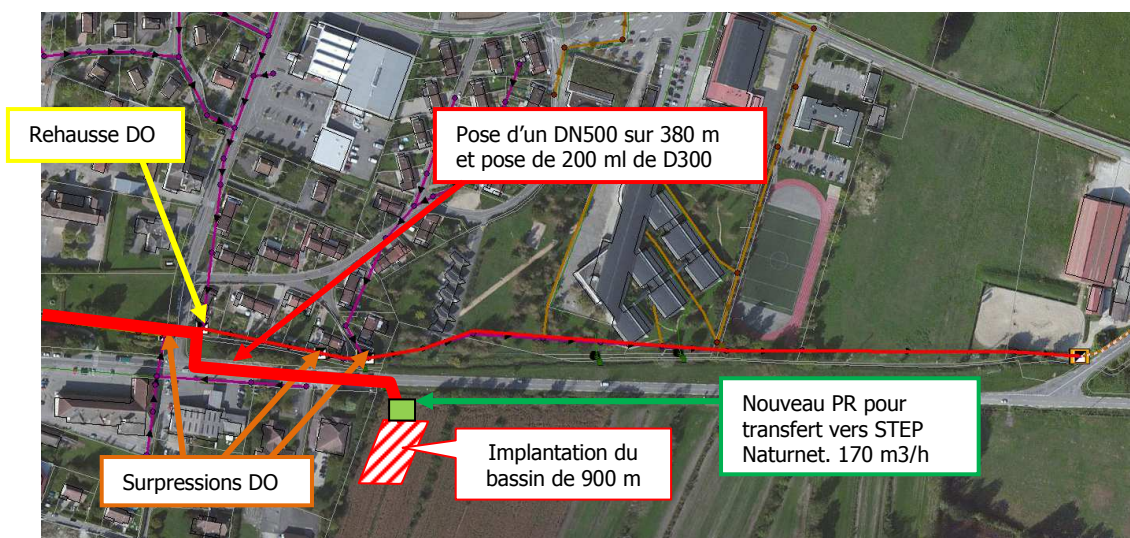 Rehausse DO
Pose d'un DN500 sur 380 m
et pose de 200 ml de D300
Surpressions DO
Implantation du
bassin de 900 m
Nouveau PR pour
transfert vers STEP
Naturnet. 170 m3/h